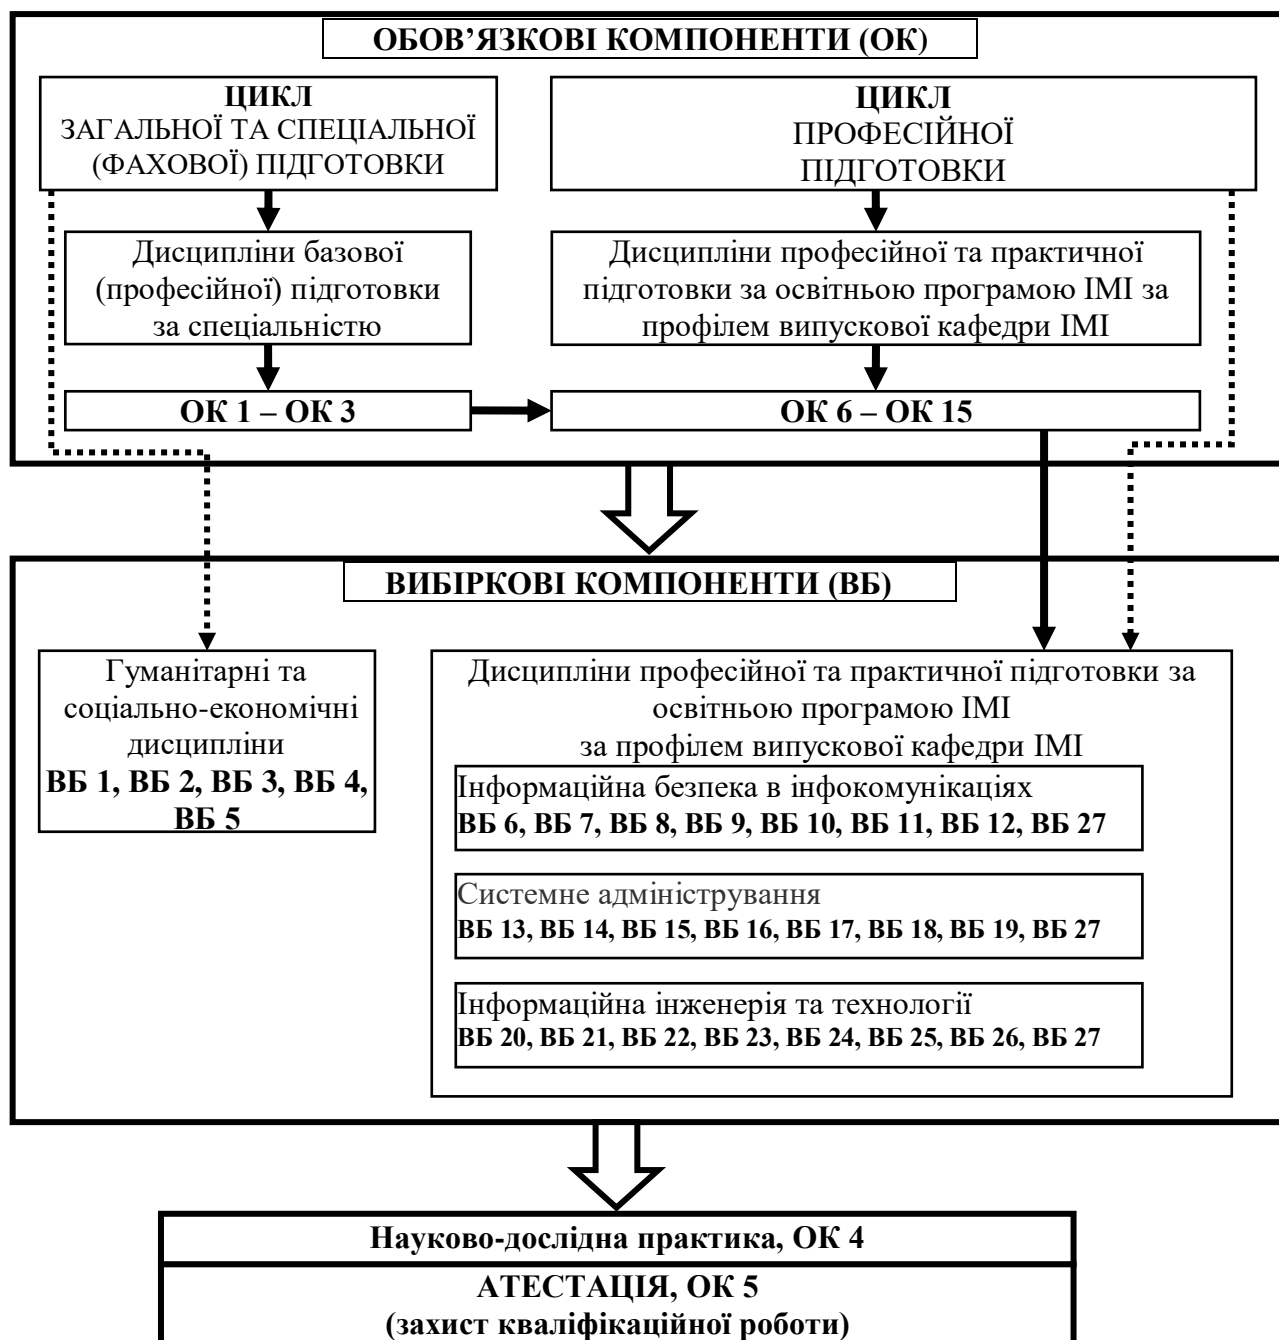 ОБОВ’ЯЗКОВІ КОМПОНЕНТИ (ОК)
ЦИКЛ
ЗАГАЛЬНОЇ ТА СПЕЦІАЛЬНОЇ
(ФАХОВОЇ) ПІДГОТОВКИ
ЦИКЛ
ПРОФЕСІЙНОЇ
ПІДГОТОВКИ
Дисципліни базової
(професійної) підготовки
за спеціальністю
Дисципліни професійної та практичної
підготовки за освітньою програмою ІМІ за
профілем випускової кафедри ІМІ
ОК 1 – ОК 3
ОК 6 – ОК 15
ВИБІРКОВІ КОМПОНЕНТИ (ВБ)
Гуманітарні та
соціально-економічні
дисципліни
ВБ 1, ВБ 2, ВБ 3, ВБ 4,
ВБ 5
Дисципліни професійної та практичної підготовки за
освітньою програмою ІМІ
за профілем випускової кафедри ІМІ
Інформаційна безпека в інфокомунікаціях
ВБ 6, ВБ 7, ВБ 8, ВБ 9, ВБ 10, ВБ 11, ВБ 12, ВБ 27
Системне адміністрування
ВБ 13, ВБ 14, ВБ 15, ВБ 16, ВБ 17, ВБ 18, ВБ 19, ВБ 27
Інформаційна інженерія та технології
ВБ 20, ВБ 21, ВБ 22, ВБ 23, ВБ 24, ВБ 25, ВБ 26, ВБ 27
Науково-дослідна практика, ОК 4
АТЕСТАЦІЯ, ОК 5
(захист кваліфікаційної роботи)